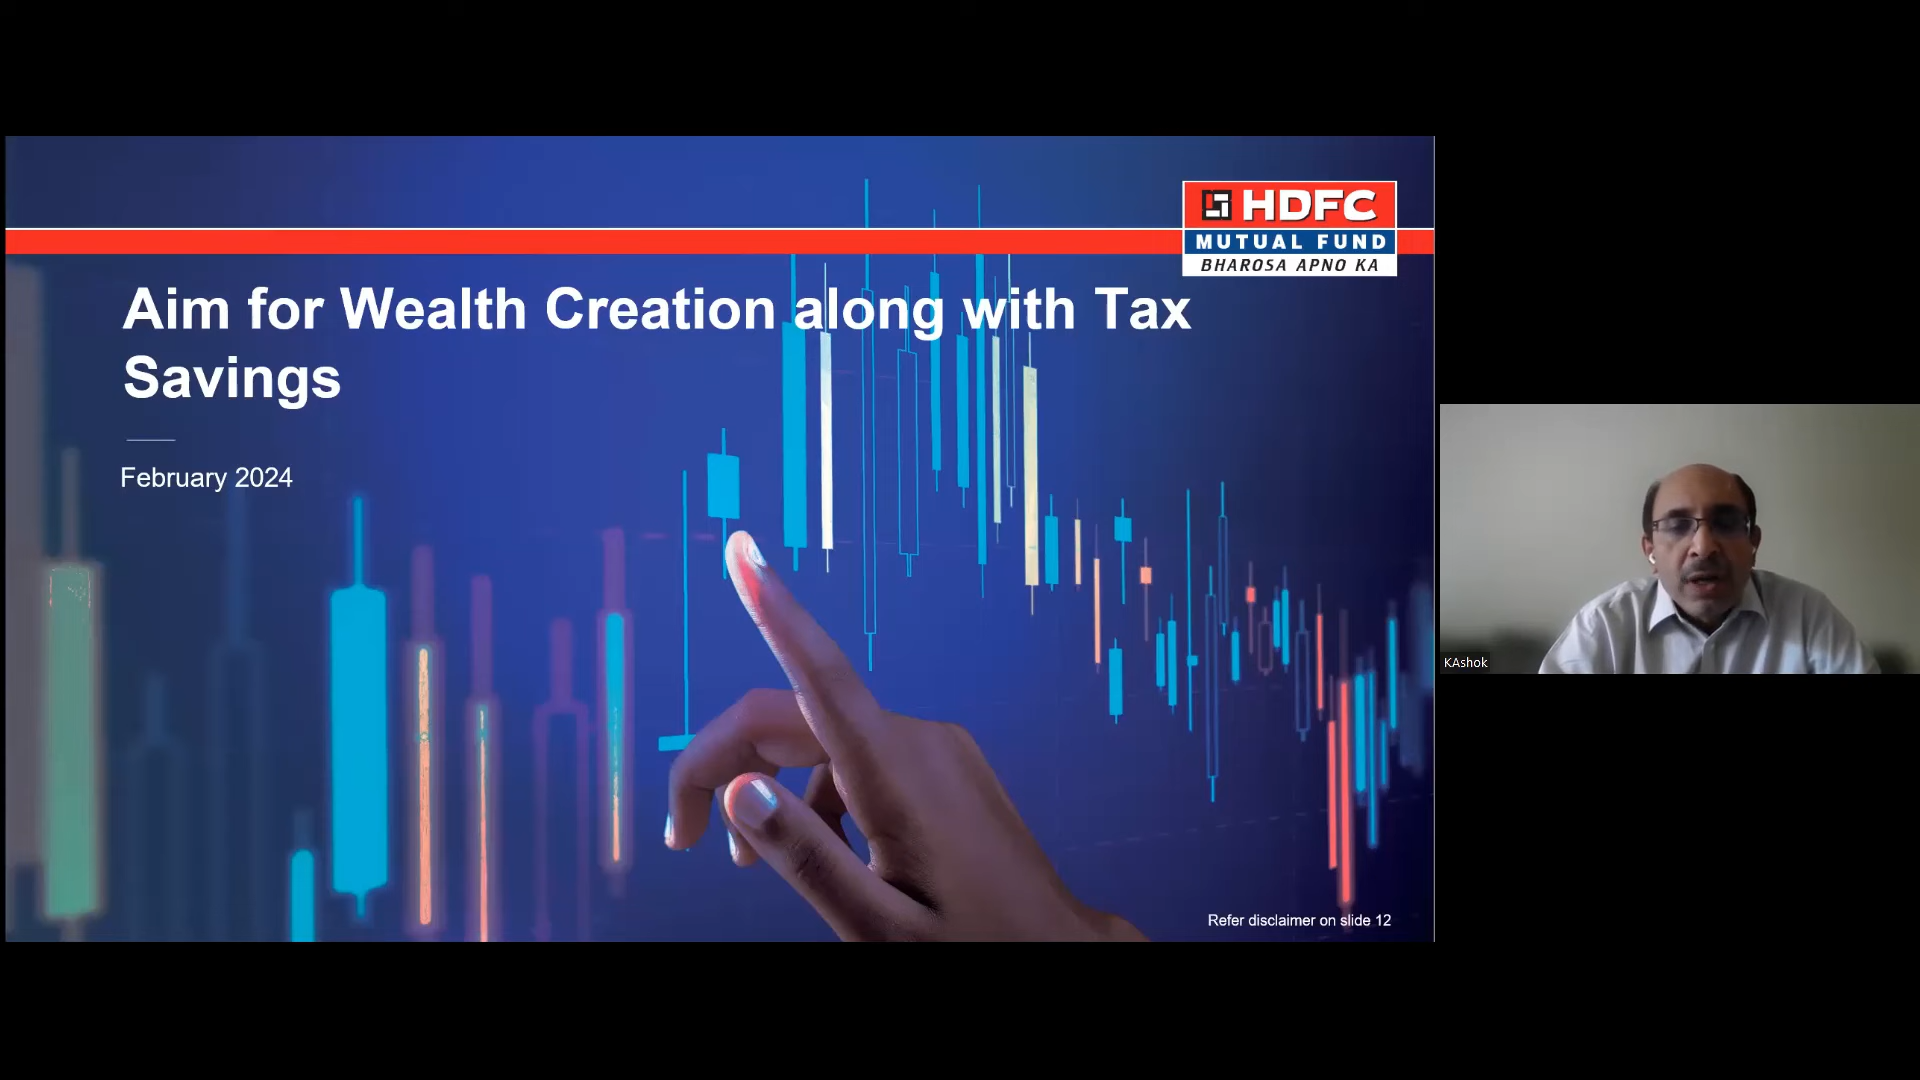 HDFC
MUTUAL FUND
BHAROSA APNO KA
Aim for Wealth Creation along with Tax
Savings
February 2024
Refer disclaimer on slide 12
KAshok